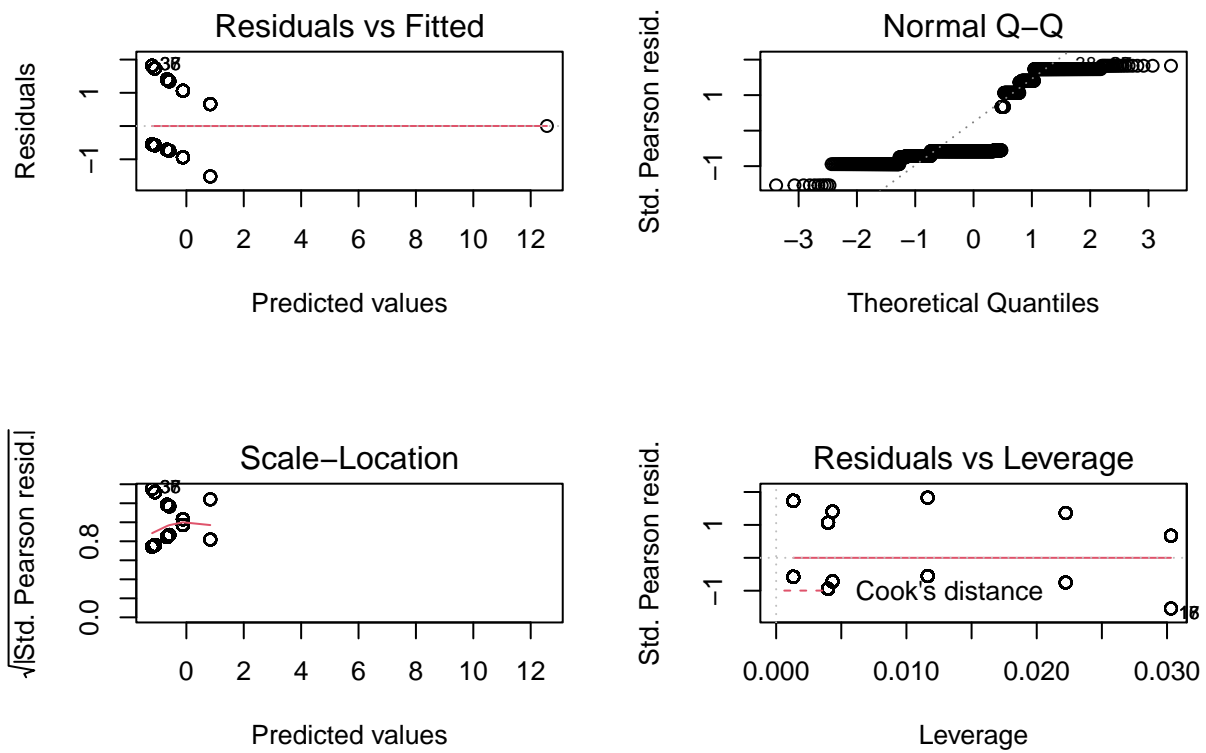 Residuals vs Fitted
Residuals
1
−1
0 2 4 6 8 10 12
Predicted values
Normal Q−Q
Std. Pearson resid.
1
−1
−3 −2 −1 0 1 2 3
Theoretical Quantiles
Scale−Location
√|Std. Pearson resid.|
0.8
0.0
0 2 4 6 8 10 12
Predicted values
Residuals vs Leverage
Std. Pearson resid.
1
−1
Cook's distance
0.000 0.010 0.020 0.030
Leverage